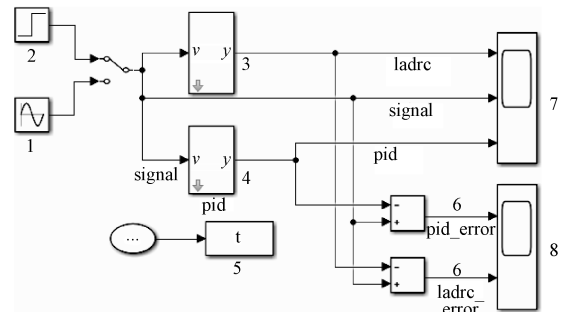 2
v y
3
ladrc
7
signal
1
v y
4
signal
pid
pid
- 6
+
pid_error
8
...
t
5
- 6
+
ladrc_
error